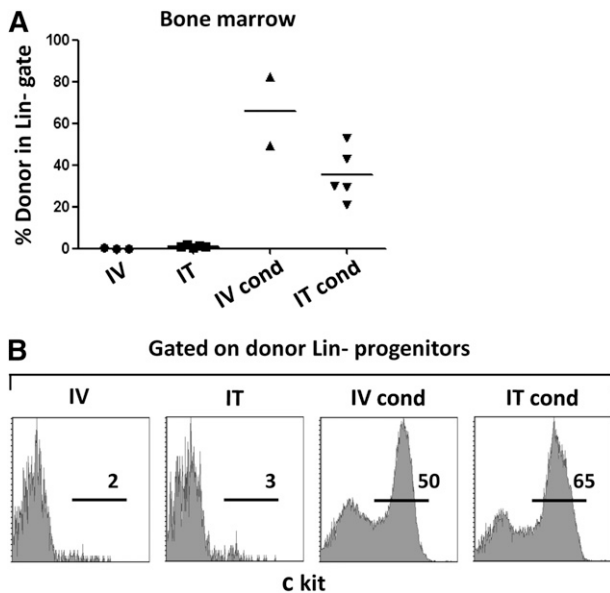 A
Bone marrow
% Donor in Lin- gate
100
80
60
40
20
0
IV
IT
IV cond
IT cond
B
Gated on donor Lin- progenitors
IV IT IV cond IT cond
2 3 50 65
c kit